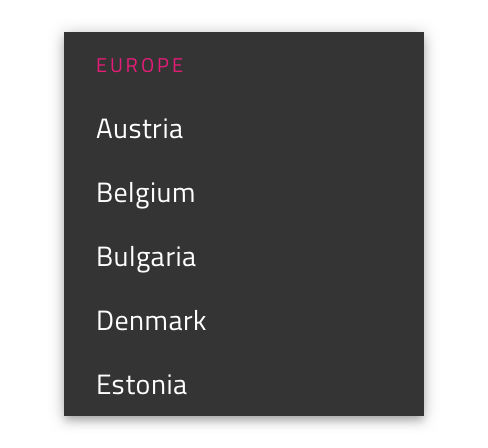 EUROPE
Austria
Belgium
Bulgaria
Denmark
Estonia